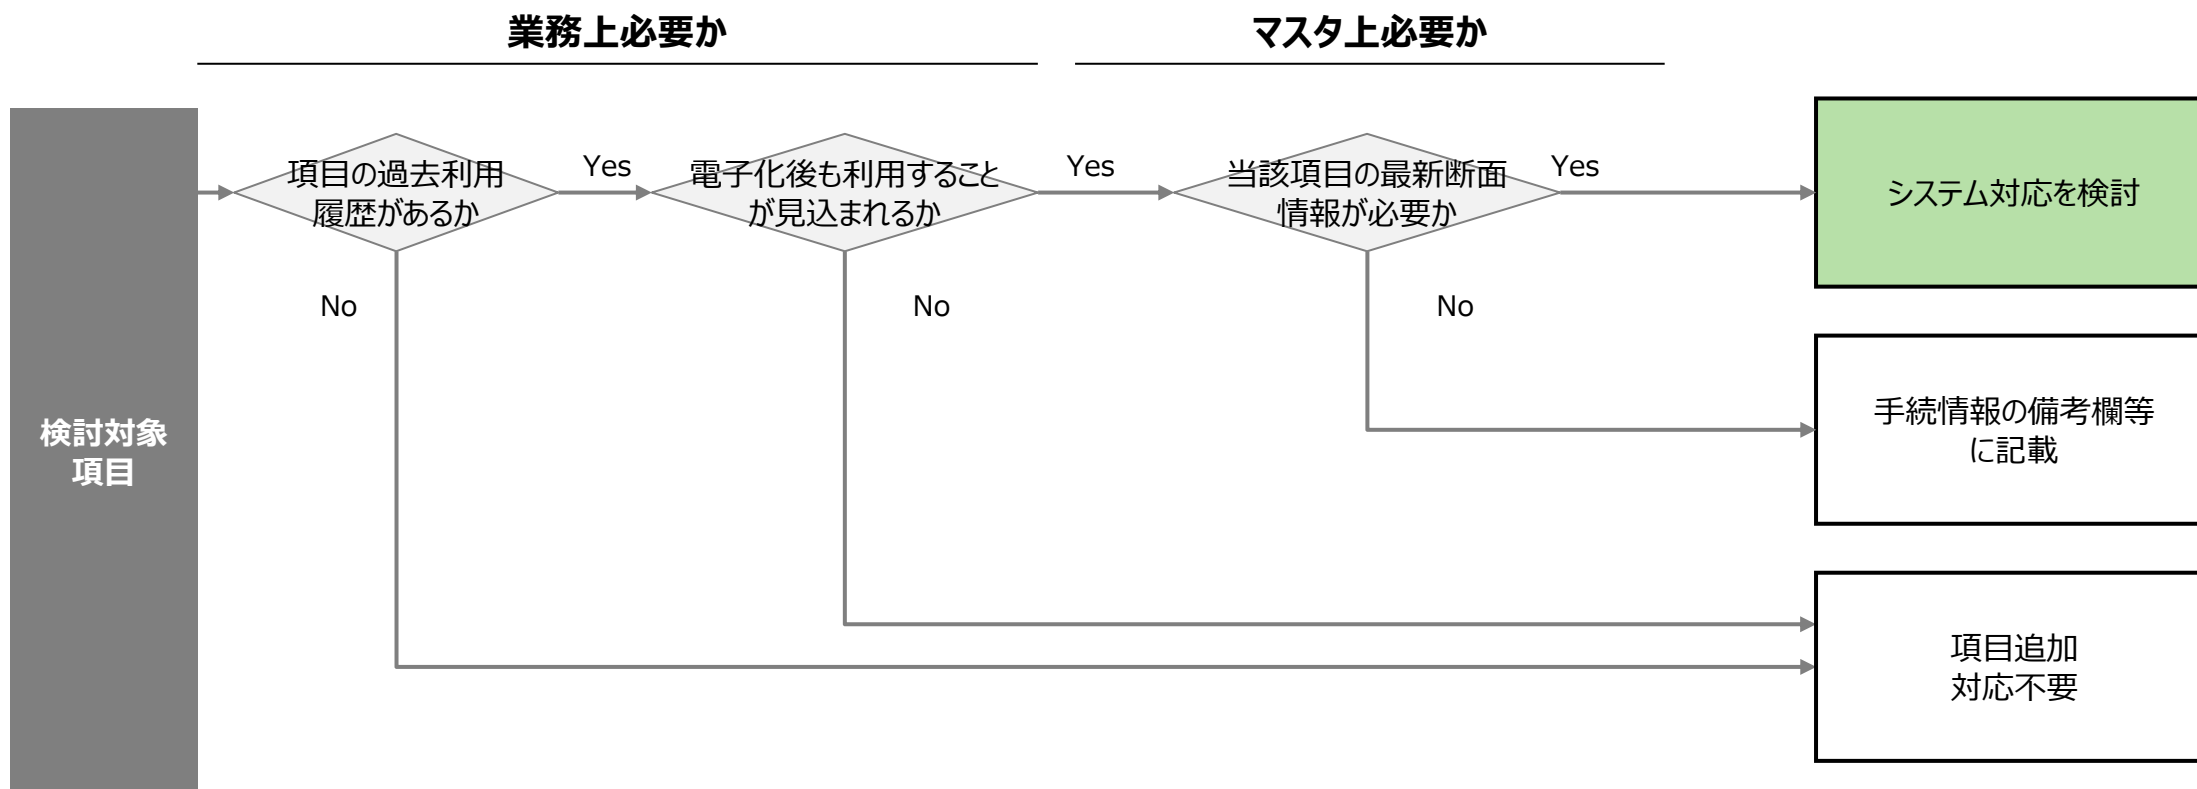 業務上必要か
マスタ上必要か
検討対象
項目
項目の過去利用
履歴があるか
Yes
No
電子化後も利用すること
が見込まれるか
Yes
No
当該項目の最新断面
情報が必要か
Yes
No
システム対応を検討
手続情報の備考欄等
に記載
項目追加
対応不要